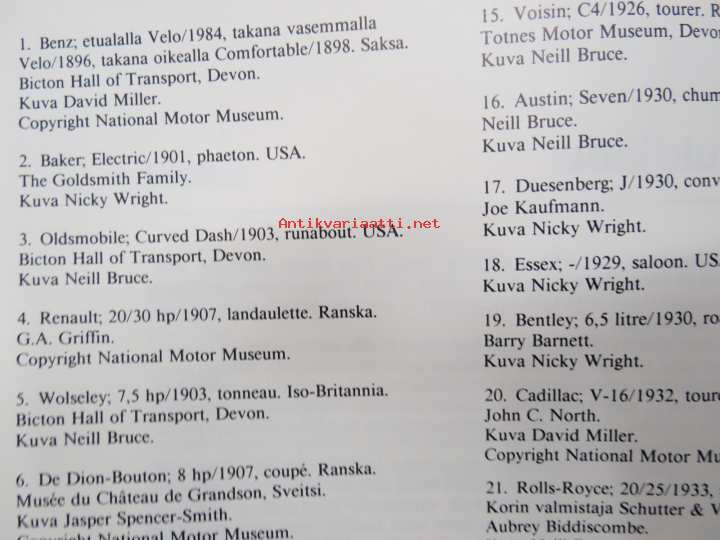 1. Benz; etualalla Velo/1984, takana vasemmalla
Velo/1896, takana oikealla Comfortable/1898. Saksa.
Bicton Hall of Transport, Devon.
Kuva David Miller.
Copyright National Motor Museum.
2. Baker; Electric/1901, phaeton. USA.
The Goldsmith Family.
Kuva Nicky Wright.
3. Oldsmobile; Curved Dash/1903, runabout. USA.
Bicton Hall of Transport, Devon.
Kuva Neill Bruce.
4. Renault; 20/30 hp/1907, landaulette. Ranska.
G.A. Griffin.
Copyright National Motor Museum.
5. Wolseley; 7,5 hp/1903, tonneau. Iso-Britannia.
Bicton Hall of Transport, Devon.
Kuva Neill Bruce.
6. De Dion-Bouton; 8 hp/1907, coupé. Ranska.
Musée du Château de Grandson, Sveitsi.
Kuva Jasper Spencer-Smith.
Copyright National Motor Museum.
15. Voisin; C4/1926, tourer. R
Totnes Motor Museum, Devo
Kuva Neill Bruce.
16. Austin; Seven/1930, chum
Neill Bruce.
Kuva Neill Bruce.
17. Duesenberg; J/1930, conv
Joe Kaufmann.
Kuva Nicky Wright.
18. Essex; -/1929, saloon. USA
Kuva Nicky Wright.
19. Bentley; 6,5 litre/1930, ro
Barry Barnett.
Kuva Nicky Wright.
20. Cadillac; V-16/1932, toure
John C. North.
Kuva David Miller.
Copyright National Motor Mu
21. Rolls-Royce; 20/25/1933,
Korin valmistaja Schutter & V
Aubrey Biddiscombe.
Antikvariaatti.net